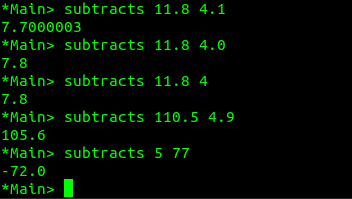 *Main> subtracts 11.8 4.1
7.7000003
*Main> subtracts 11.8 4.0
7.8
*Main> subtracts 11.8 4
7.8
*Main> subtracts 110.5 4.9
105.6
*Main> subtracts 5 77
-72.0
*Main>